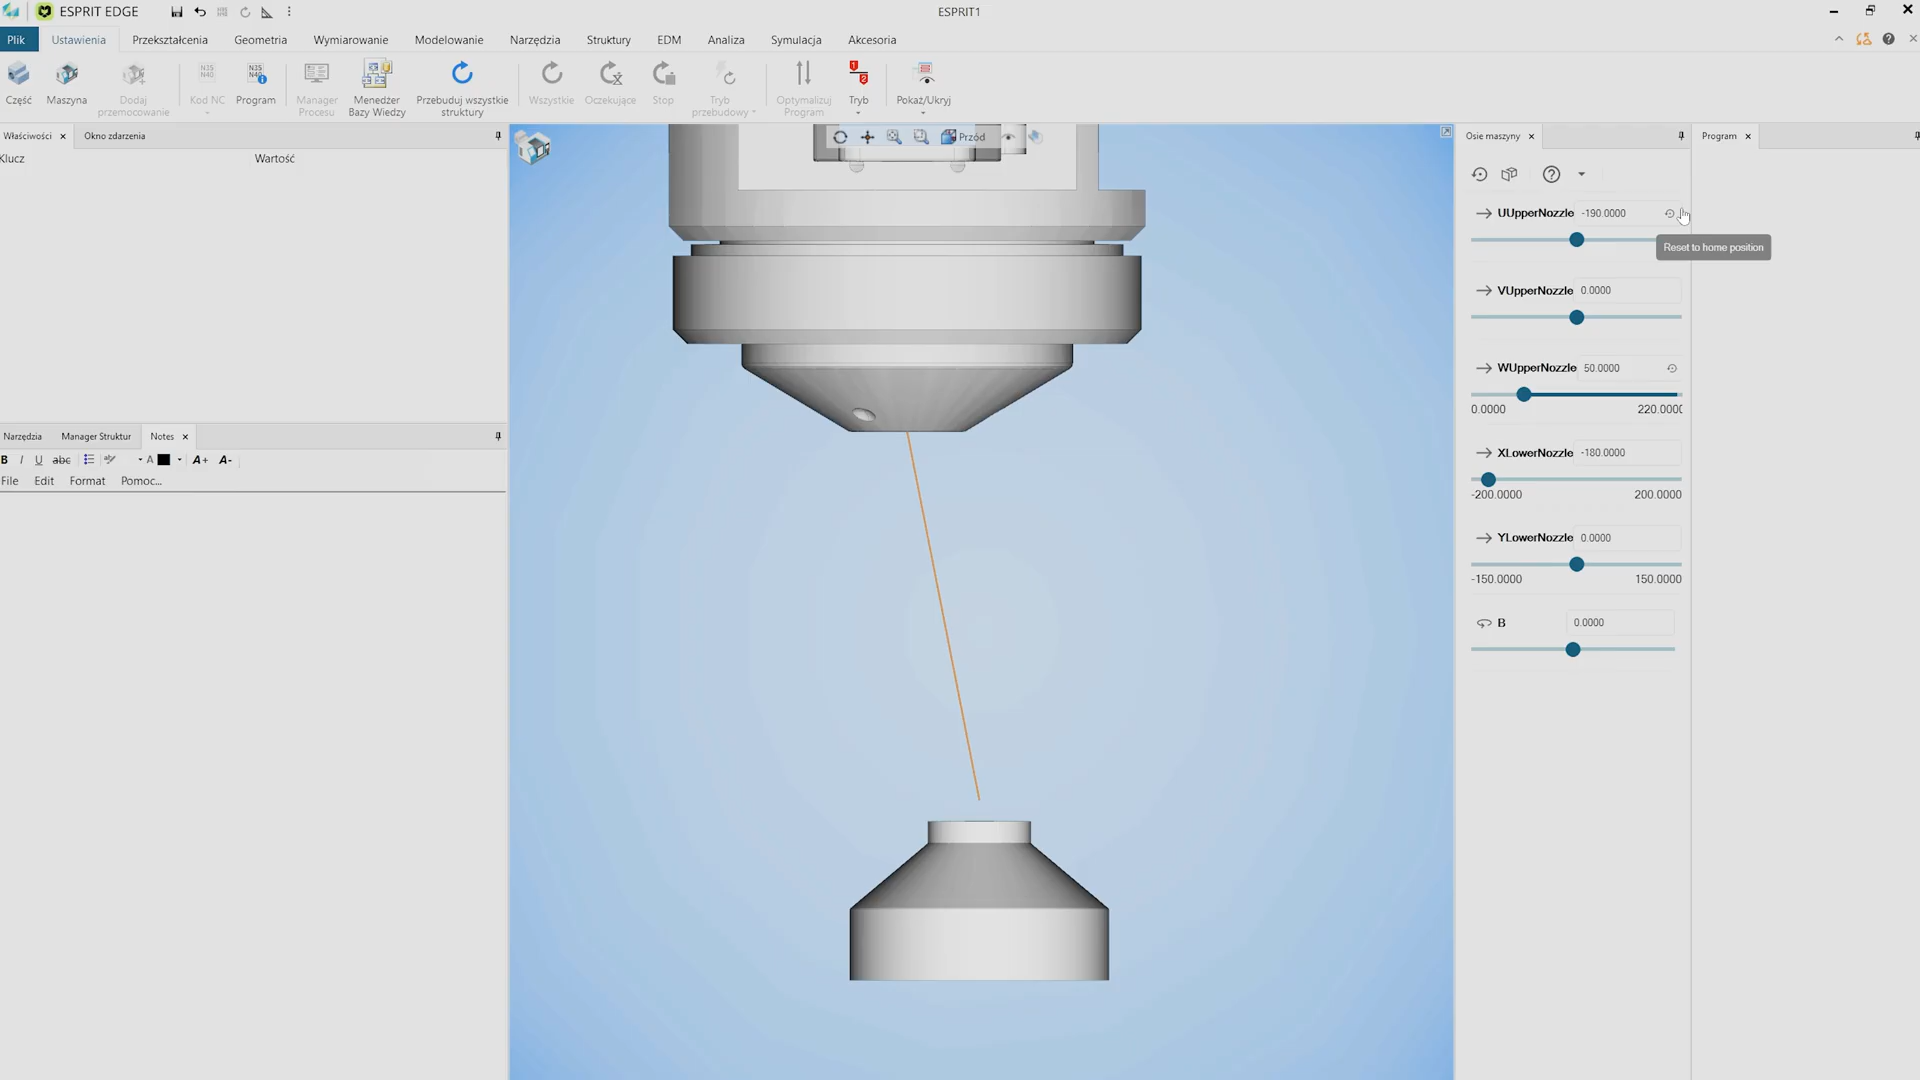 ESPRIT EDGE
ESPRIT1
Plik Ustawienia Przekształcenia Geometria Wymiarowanie Modelowanie Narzędzia Struktury EDM Analiza Symulacja Akcesoria
Część Maszyna Dodaj przemocowanie Kod NC Program Manager Procesu Menedżer Bazy Wiedzy Przebuduj wszystkie struktury Wszystkie Oczekujące Stop Tryb przebudowy Optymalizuj Program Tryb Pokaż/Ukryj
Właściwości Okno zdarzenia
Klucz Wartość
Przód
Osie maszyny Program
UUpperNozzle -190.0000
Reset to home position
VUpperNozzle 0.0000
WUpperNozzle 50.0000
0.0000 220.0000
XLowerNozzle -180.0000
-200.0000 200.0000
YLowerNozzle 0.0000
-150.0000 150.0000
B 0.0000
Narzędzia Manager Struktur Notes
B I U abc A A+ A-
File Edit Format Pomoc...